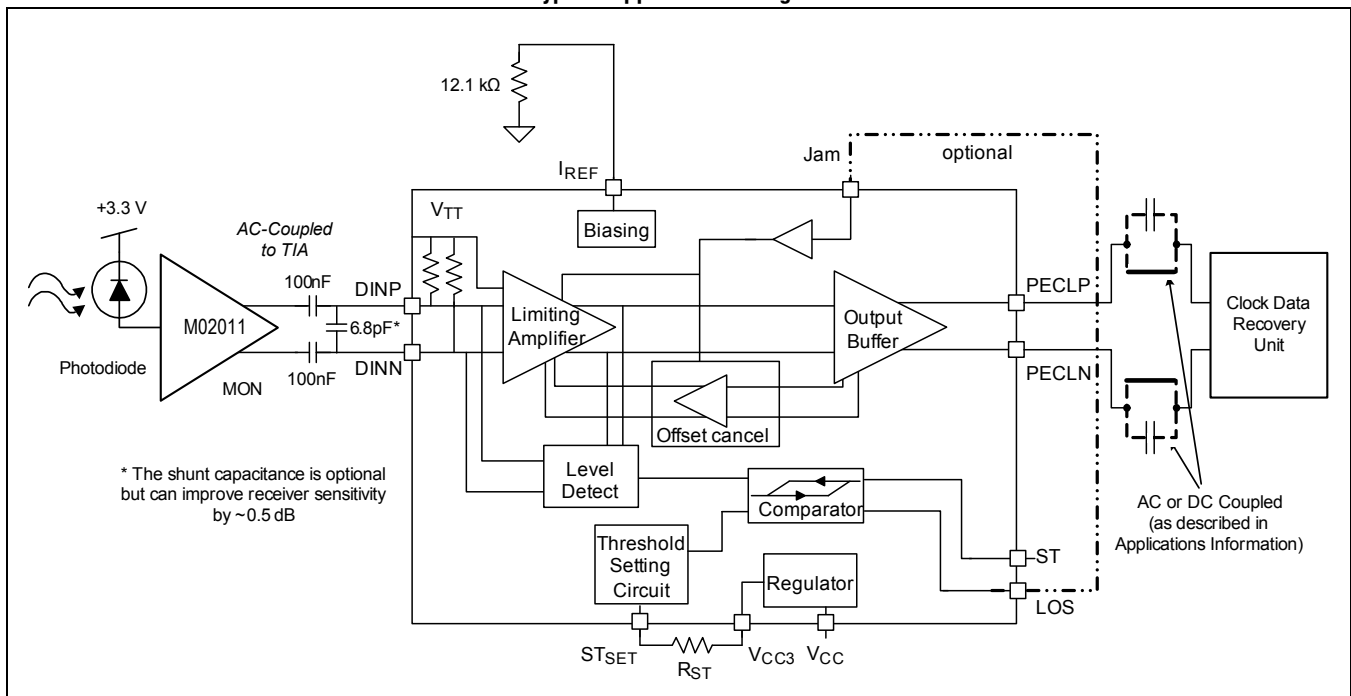 12.1 kΩ
Jam
optional
IREF
+3.3 V
VTT
AC-Coupled
to TIA
Biasing
100nF
DINP
PECLP
Limiting
Amplifier
Output
Buffer
Clock Data
Recovery
Unit
M02011
6.8pF*
Photodiode
MON
100nF
DINN
PECLN
Offset cancel
* The shunt capacitance is optional
but can improve receiver sensitivity
by ~0.5 dB
Level
Detect
Comparator
AC or DC Coupled
(as described in
Applications Information)
Threshold
Setting
Circuit
Regulator
ST
LOS
STSET
RST
VCC3
VCC